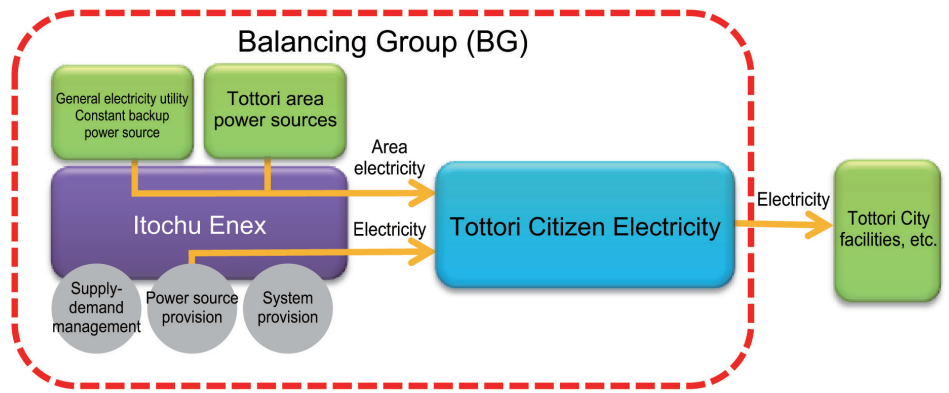 Balancing Group (BG)
General electricity utility
Constant backup
power source
Tottori area
power sources
Area
electricity
Itochu Enex
Electricity
Tottori Citizen Electricity
Electricity
Tottori City
facilities, etc.
Supply-
demand
management
Power source
provision
System
provision